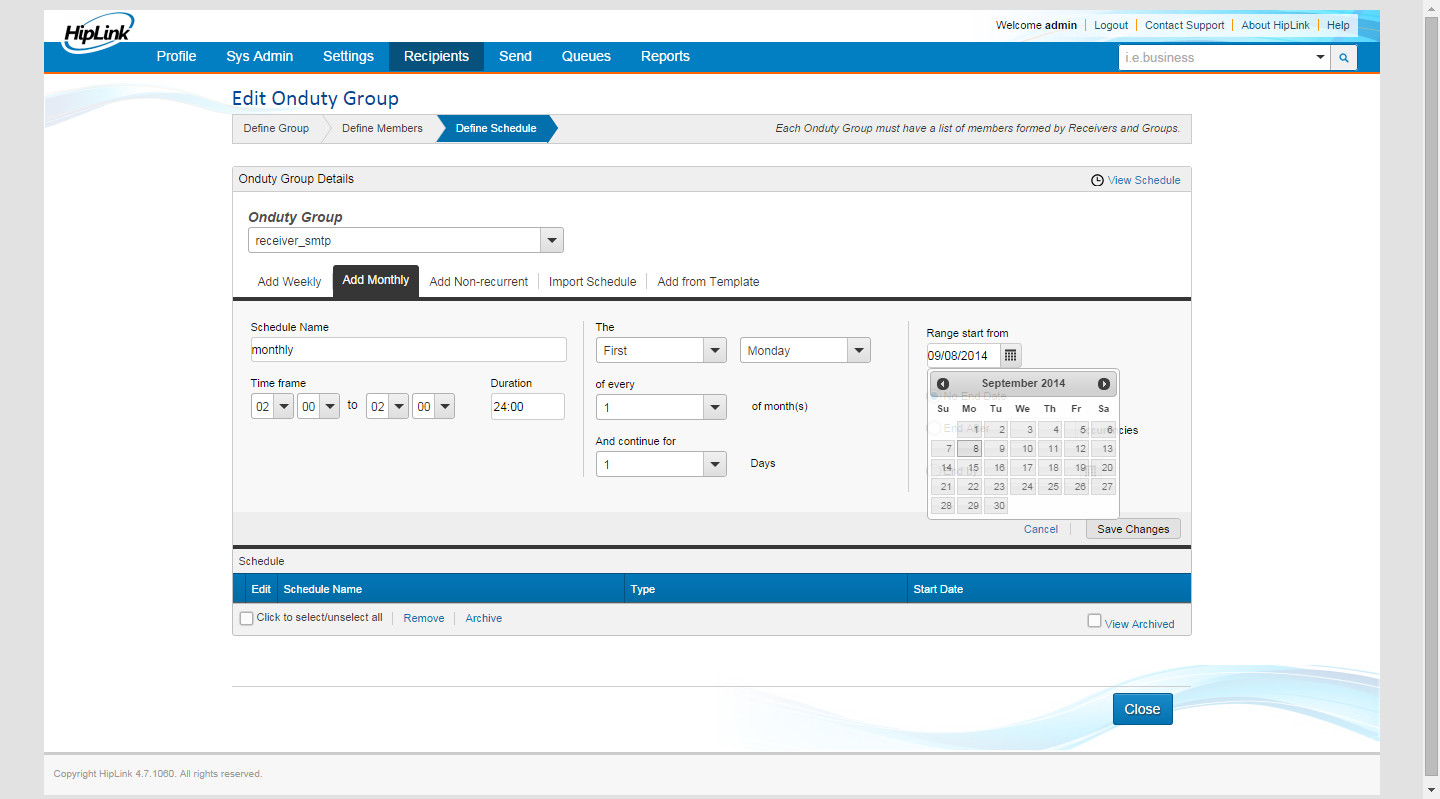 HipLink
Welcome admin Logout Contact Support About HipLink Help
Profile Sys Admin Settings Recipients Send Queues Reports i.e.business
Edit Onduty Group
Define Group Define Members Define Schedule Each Onduty Group must have a list of members formed by Receivers and Groups.
Onduty Group Details View Schedule
Onduty Group
receiver_smtp
Add Weekly Add Monthly Add Non-recurrent Import Schedule Add from Template
Schedule Name
monthly
Time frame Duration
02 00 to 02 00 24:00
The
First Monday
of every
1 of month(s)
And continue for
1 Days
Range start from
09/08/2014
September 2014
No End Date
Su Mo Tu We Th Fr Sa
End After
1 2 3 4 5 6
7 8 9 10 11 12 13
14 15 16 17 18 19 20
21 22 23 24 25 26 27
28 29 30
Cancel Save Changes
Schedule
Edit Schedule Name Type Start Date
Click to select/unselect all Remove Archive View Archived
Close
Copyright HipLink 4.7.1060. All rights reserved.